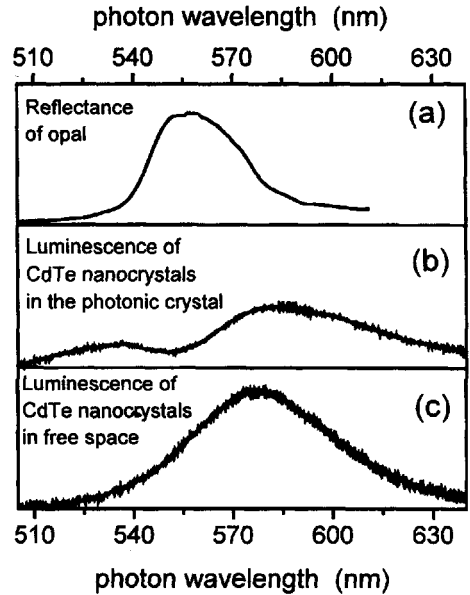 photon wavelength (nm)
510 540 570 600 630
Reflectance
of opal
(a)
Luminescence of
CdTe nanocrystals
in the photonic crystal
(b)
Luminescence of
CdTe nanocrystals
in free space
(c)
510 540 570 600 630
photon wavelength (nm)